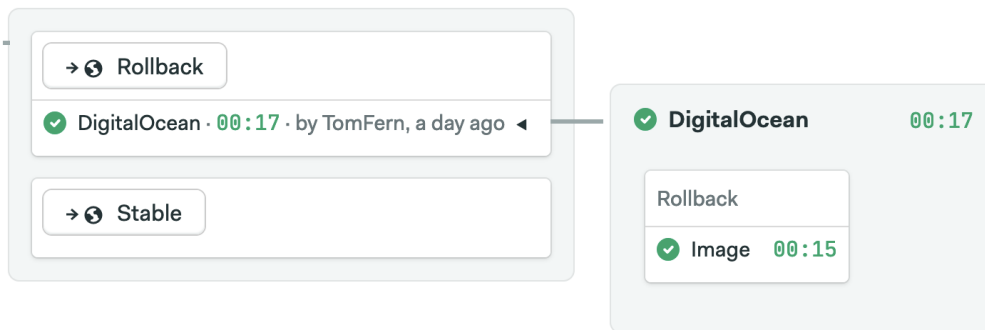 Rollback
DigitalOcean · 00:17 · by TomFern, a day ago
Stable
DigitalOcean 00:17
Rollback
Image 00:15